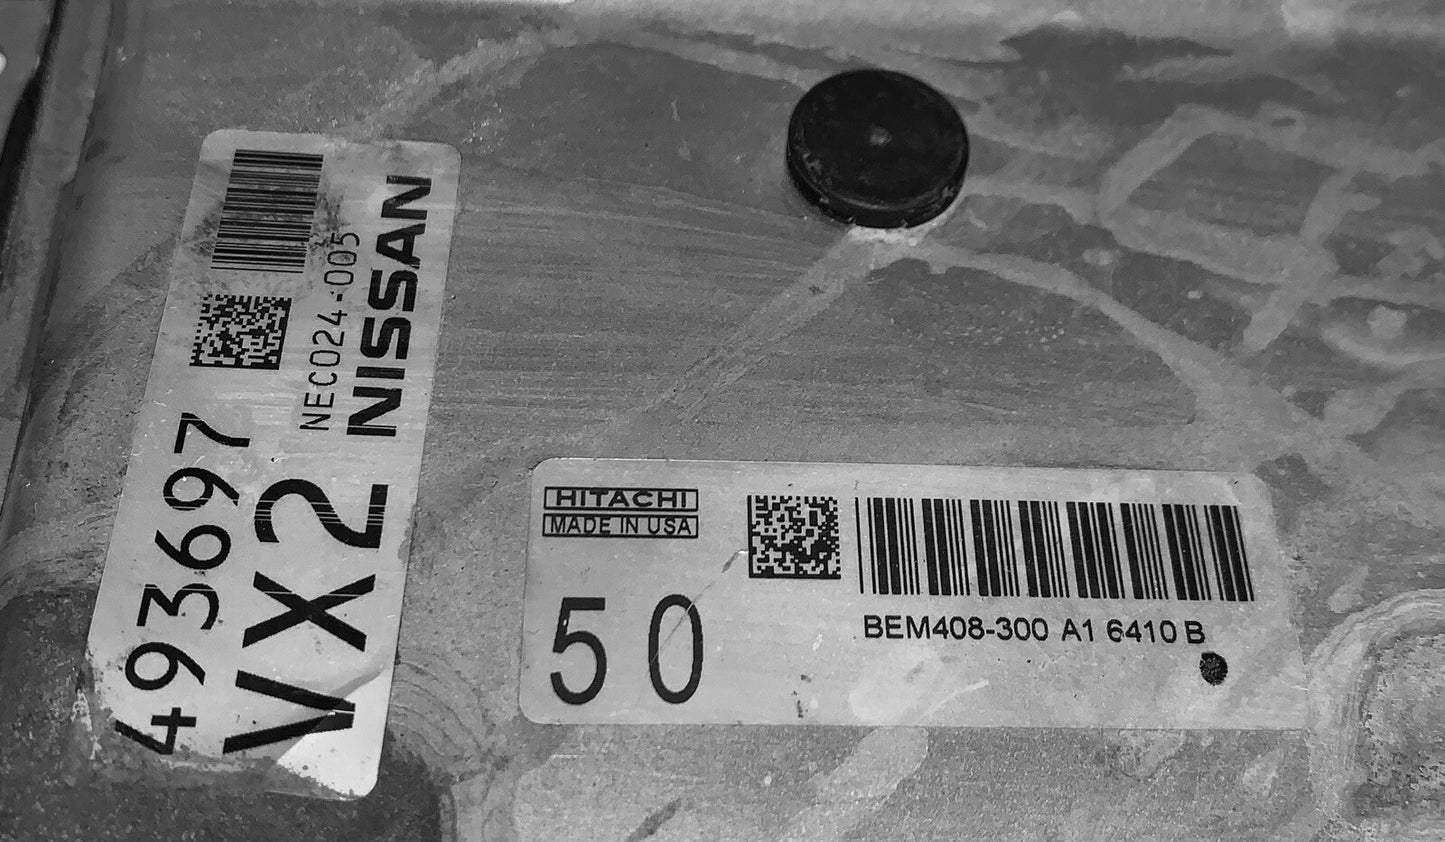 NISSAN
NEC024-005
VX2
493697
HITACHI
MADE IN USA
50
BEM408-300 A1 6410 B